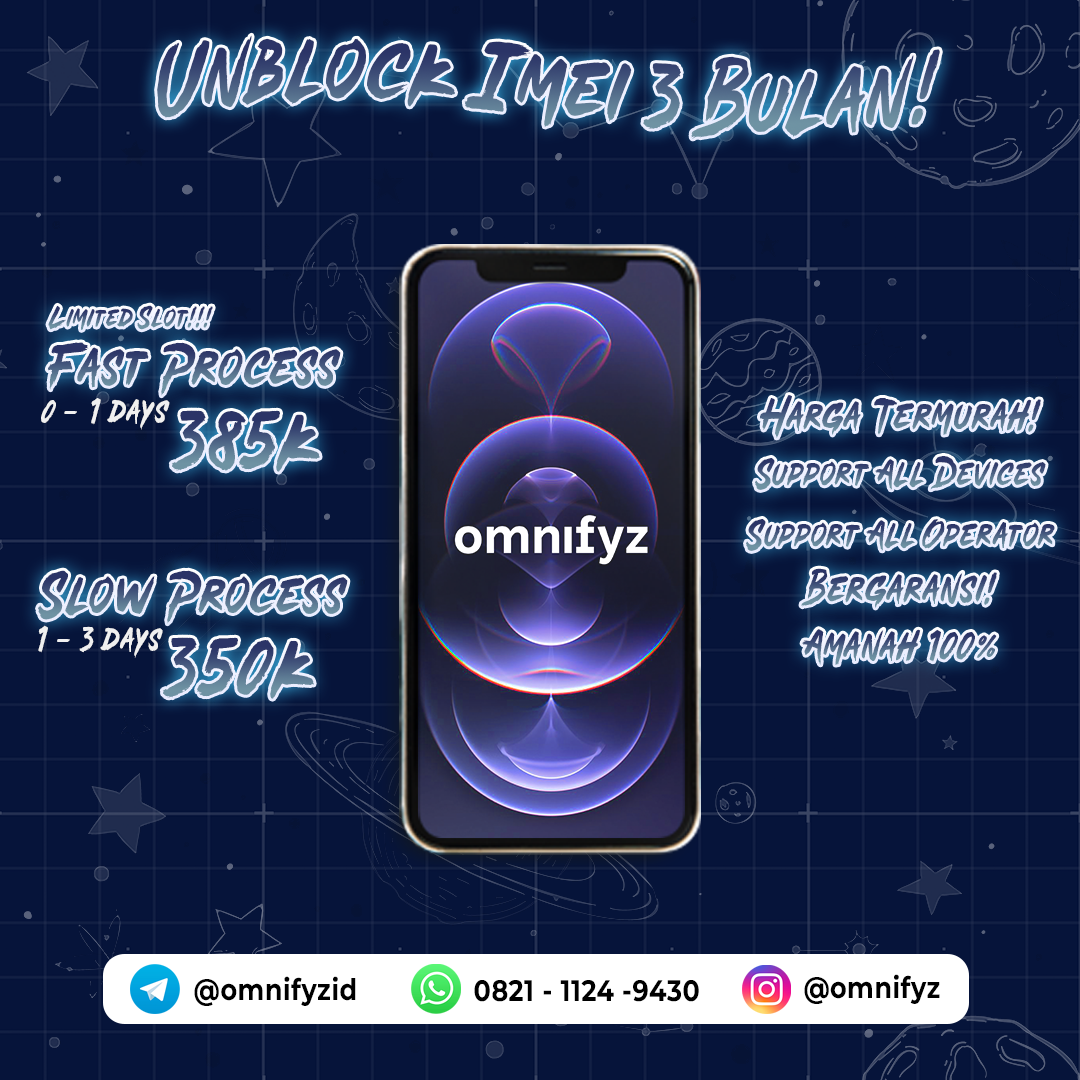 Unblock Imei 3 Bulan!
Limited Slot!!!
Fast Process
0 - 1 DAYS 385k
Slow Process
1 - 3 DAYS 350k
omnifyz
Harga Termurah!
Support All Devices
Support All Operator
Bergaransi!
Amanah 100%
@omnifyzid
0821 - 1124 -9430
@omnifyz